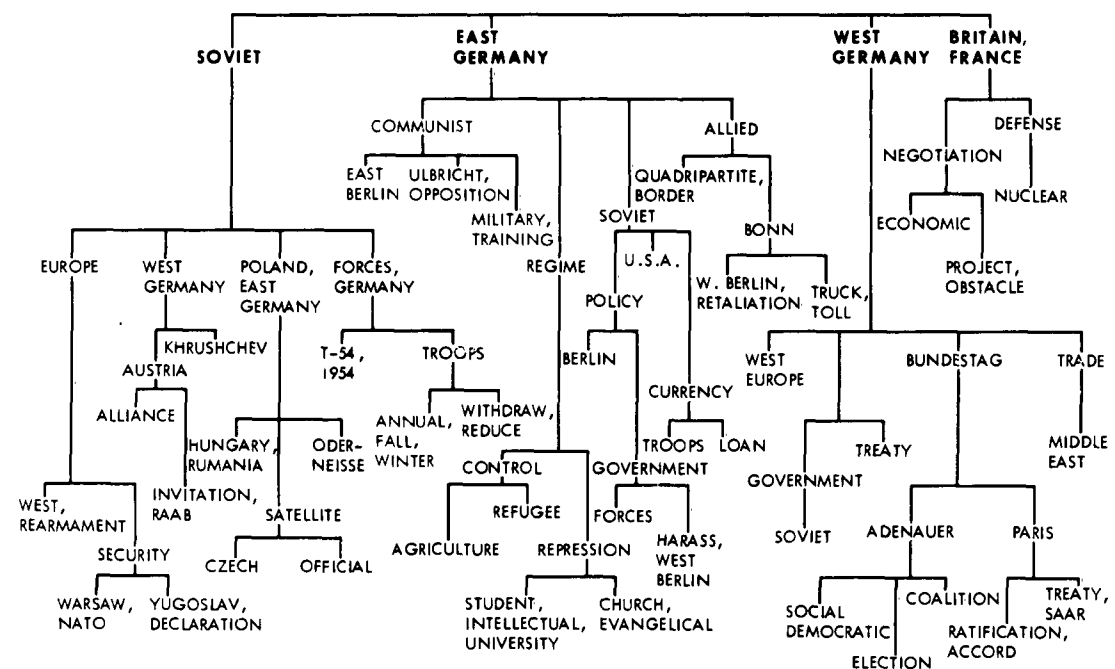 SOVIET
EAST
GERMANY
WEST
GERMANY
BRITAIN,
FRANCE
COMMUNIST
EAST
BERLIN
ULBRICHT,
OPPOSITION
MILITARY,
TRAINING
REGIME
SOVIET
POLICY
U.S.A.
BERLIN
CURRENCY
TROOPS
LOAN
GOVERNMENT
FORCES
HARASS,
WEST
BERLIN
ALLIED
QUADRIPARTITE,
BORDER
BONN
W. BERLIN,
RETALIATION
TRUCK,
TOLL
DEFENSE
NEGOTIATION
NUCLEAR
ECONOMIC
PROJECT,
OBSTACLE
EUROPE
WEST
GERMANY
POLAND,
EAST
GERMANY
FORCES,
GERMANY
KHRUSHCHEV
AUSTRIA
ALLIANCE
INVITATION,
RAAB
T-54,
1954
TROOPS
ANNUAL,
FALL,
WINTER
WITHDRAW,
REDUCE
HUNGARY,
RUMANIA
ODER-
NEISSE
SATELLITE
CZECH
OFFICIAL
WEST,
REARMAMENT
SECURITY
WARSAW,
NATO
YUGOSLAV,
DECLARATION
CONTROL
REFUGEE
AGRICULTURE
REPRESSION
STUDENT,
INTELLECTUAL,
UNIVERSITY
CHURCH,
EVANGELICAL
WEST
EUROPE
BUNDESTAG
TRADE
TREATY
GOVERNMENT
SOVIET
MIDDLE
EAST
ADENAUER
PARIS
SOCIAL
DEMOCRATIC
COALITION
ELECTION
RATIFICATION,
ACCORD
TREATY,
SAAR